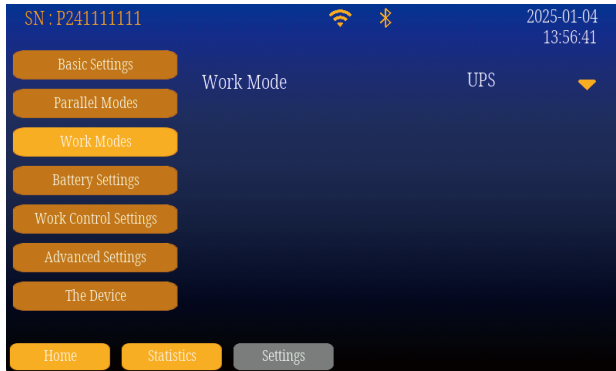 SN : P241111111
2025-01-04
13:56:41
Basic Settings
Parallel Modes
Work Modes
Battery Settings
Work Control Settings
Advanced Settings
The Device
Work Mode UPS
Home Statistics Settings